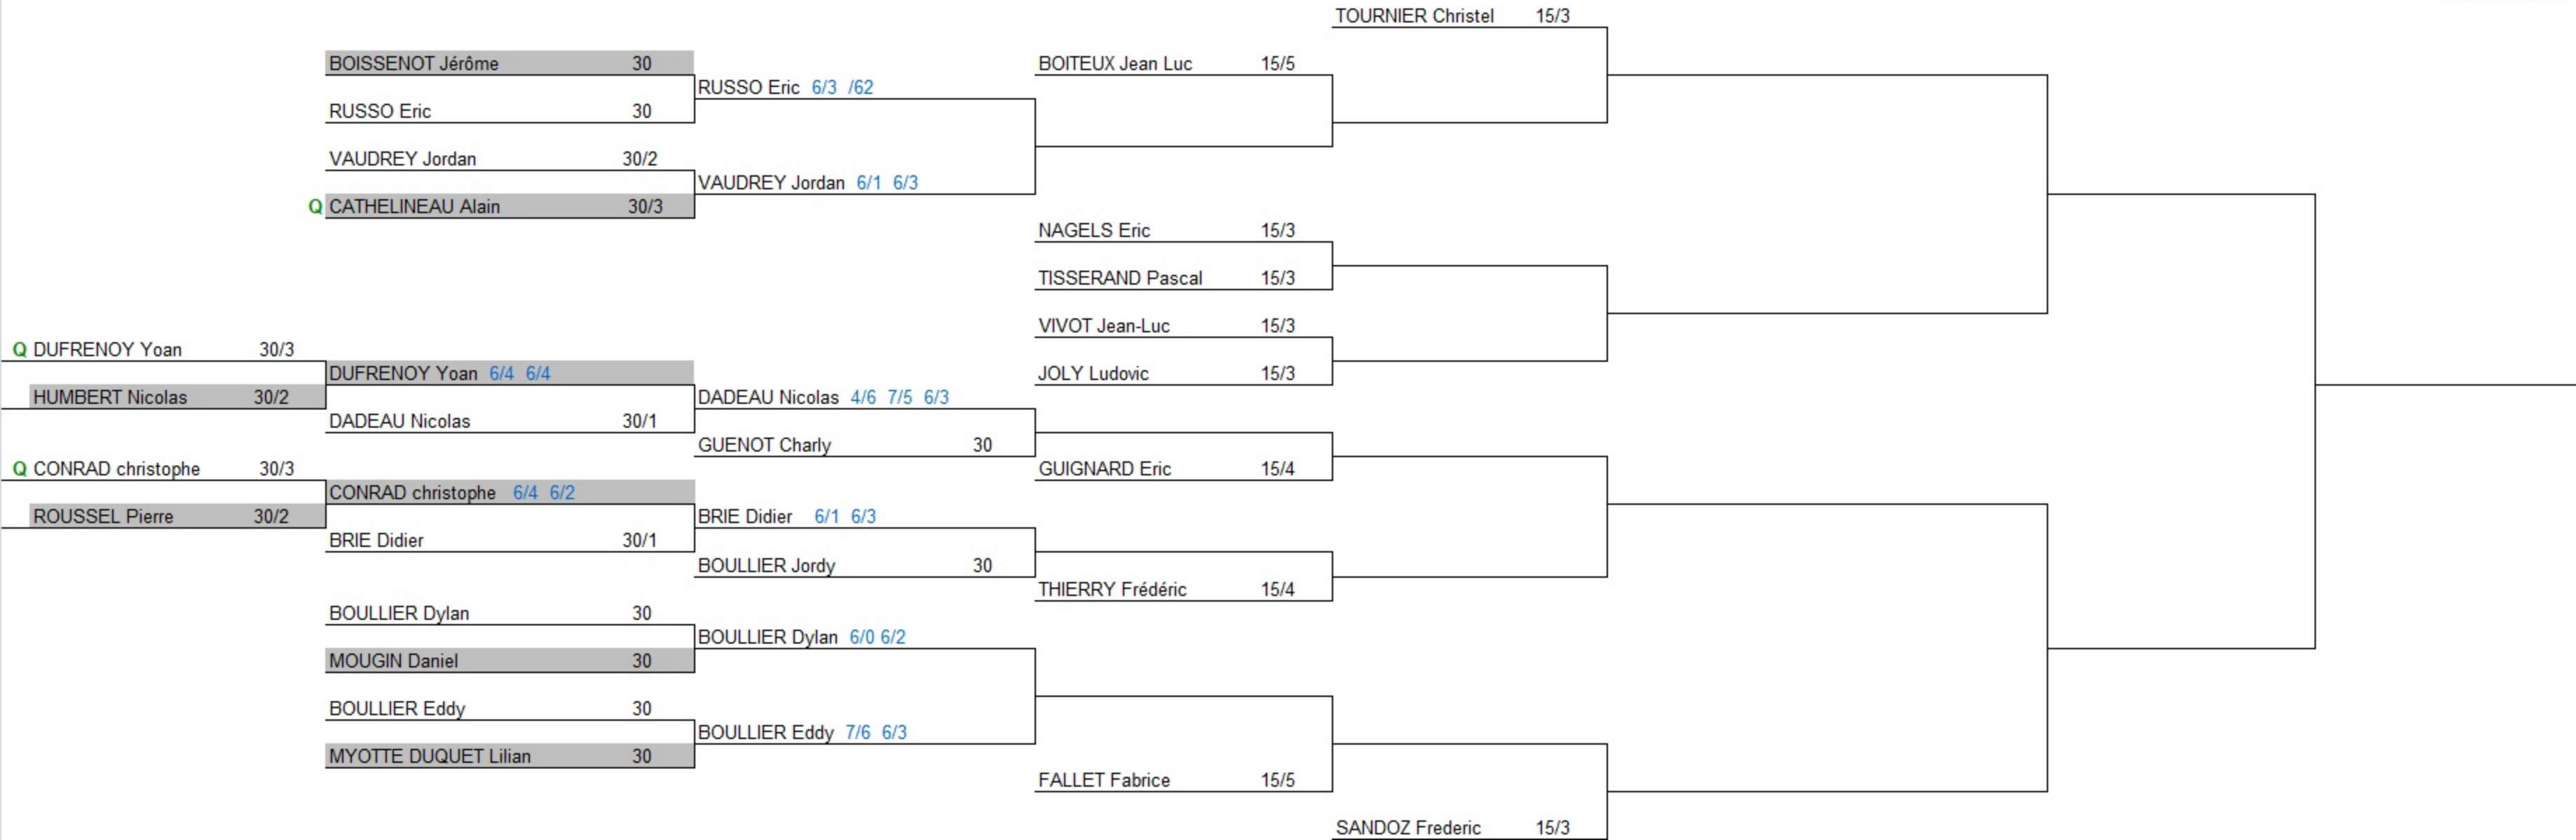 TOURNIER Christel 15/3
BOISSENOT Jérôme 30
BOITEUX Jean Luc 15/5
RUSSO Eric 6/3 /62
RUSSO Eric 30
VAUDREY Jordan 30/2
VAUDREY Jordan 6/1 6/3
Q CATHELINEAU Alain 30/3
NAGELS Eric 15/3
TISSERAND Pascal 15/3
VIVOT Jean-Luc 15/3
Q DUFRENOY Yoan 30/3
DUFRENOY Yoan 6/4 6/4
JOLY Ludovic 15/3
HUMBERT Nicolas 30/2
DADEAU Nicolas 4/6 7/5 6/3
DADEAU Nicolas 30/1
GUENOT Charly 30
Q CONRAD christophe 30/3
GUIGNARD Eric 15/4
CONRAD christophe 6/4 6/2
ROUSSEL Pierre 30/2
BRIE Didier 6/1 6/3
BRIE Didier 30/1
BOULLIER Jordy 30
THIERRY Frédéric 15/4
BOULLIER Dylan 30
BOULLIER Dylan 6/0 6/2
MOUGIN Daniel 30
BOULLIER Eddy 30
BOULLIER Eddy 7/6 6/3
MYOTTE DUQUET Lilian 30
FALLET Fabrice 15/5
SANDOZ Frederic 15/3